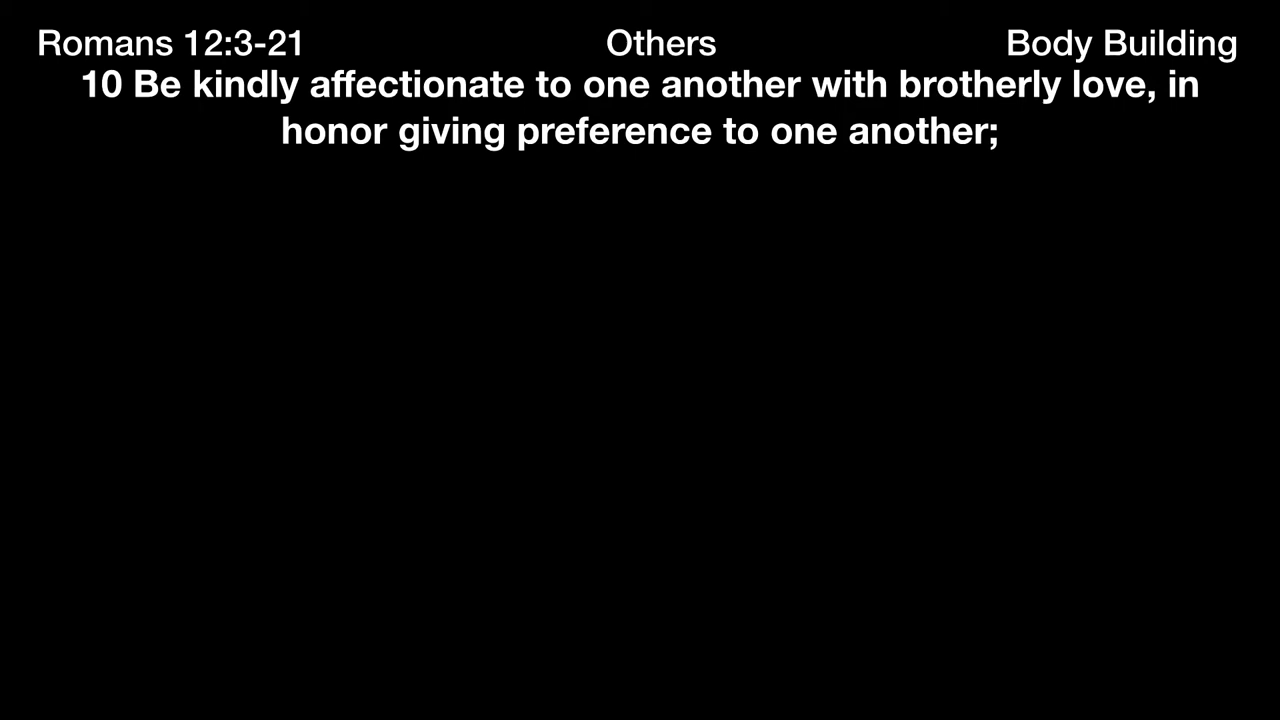 Romans 12:3-21 Others Body Building
10 Be kindly affectionate to one another with brotherly love, in
honor giving preference to one another;